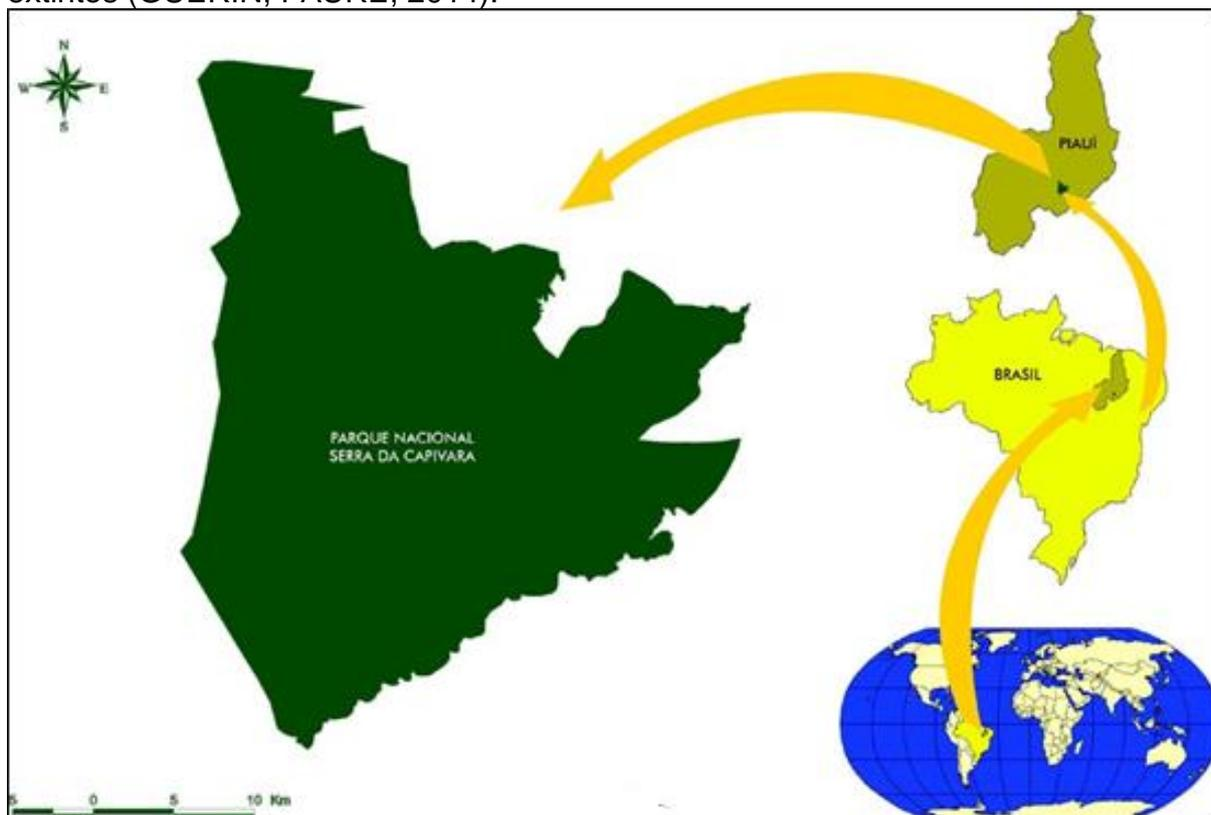 N
W E
S
PIAUÍ
BRASIL
PARQUE NACIONAL
SERRA DA CAPIVARA
5 0 5 10 Km